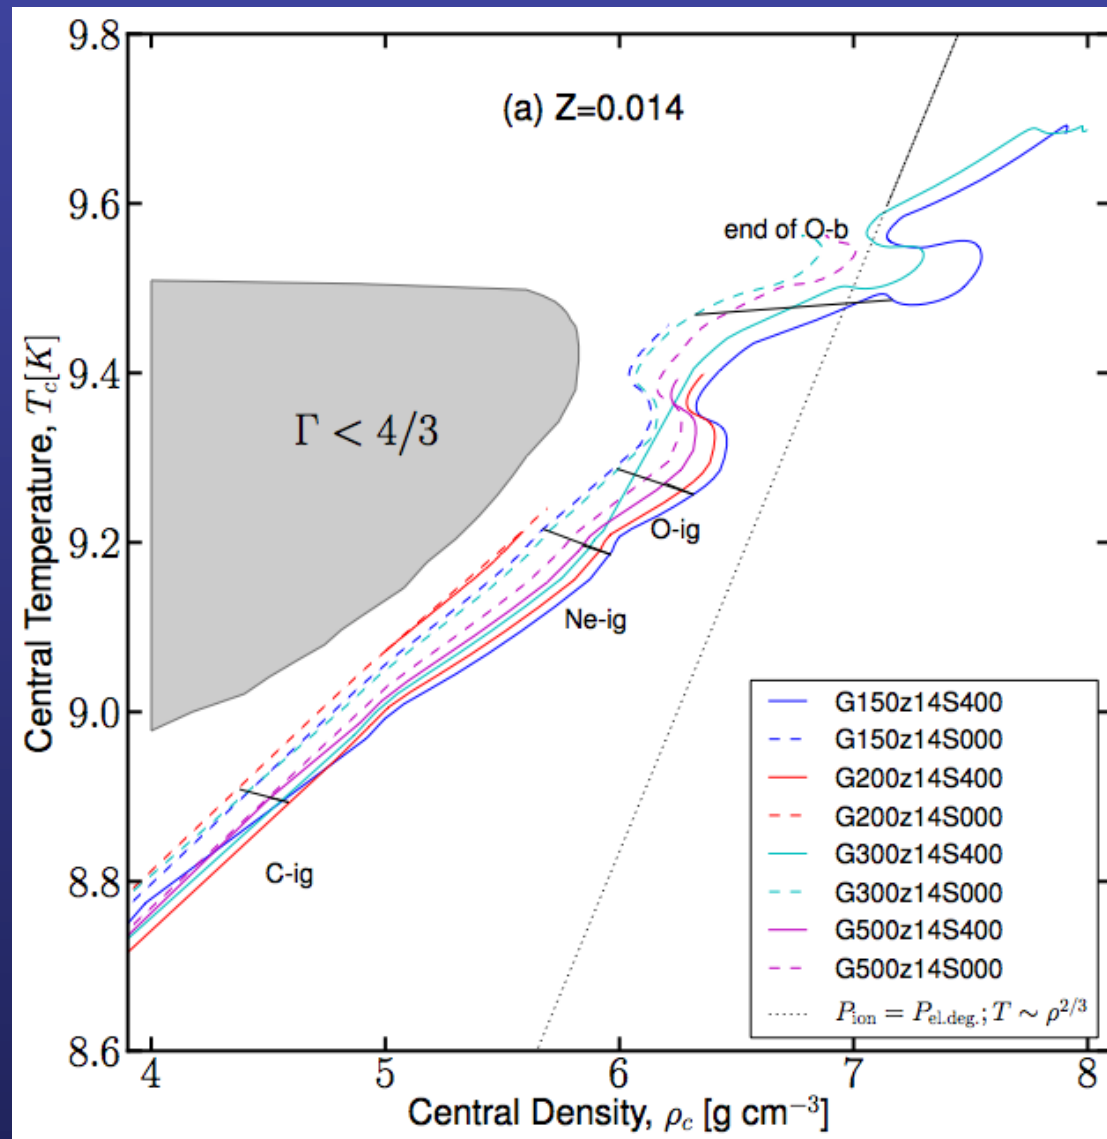 (a) Z=0.014
9.8
9.6
9.4
9.2
9.0
8.8
8.6
Central Temperature, T_c[K]
end of O-b
Γ < 4/3
O-ig
Ne-ig
C-ig
G150z14S400
G150z14S000
G200z14S400
G200z14S000
G300z14S400
G300z14S000
G500z14S400
G500z14S000
P_ion = P_el.deg.; T ∼ ρ^2/3
4 5 6 7 8
Central Density, ρ_c [g cm⁻³]